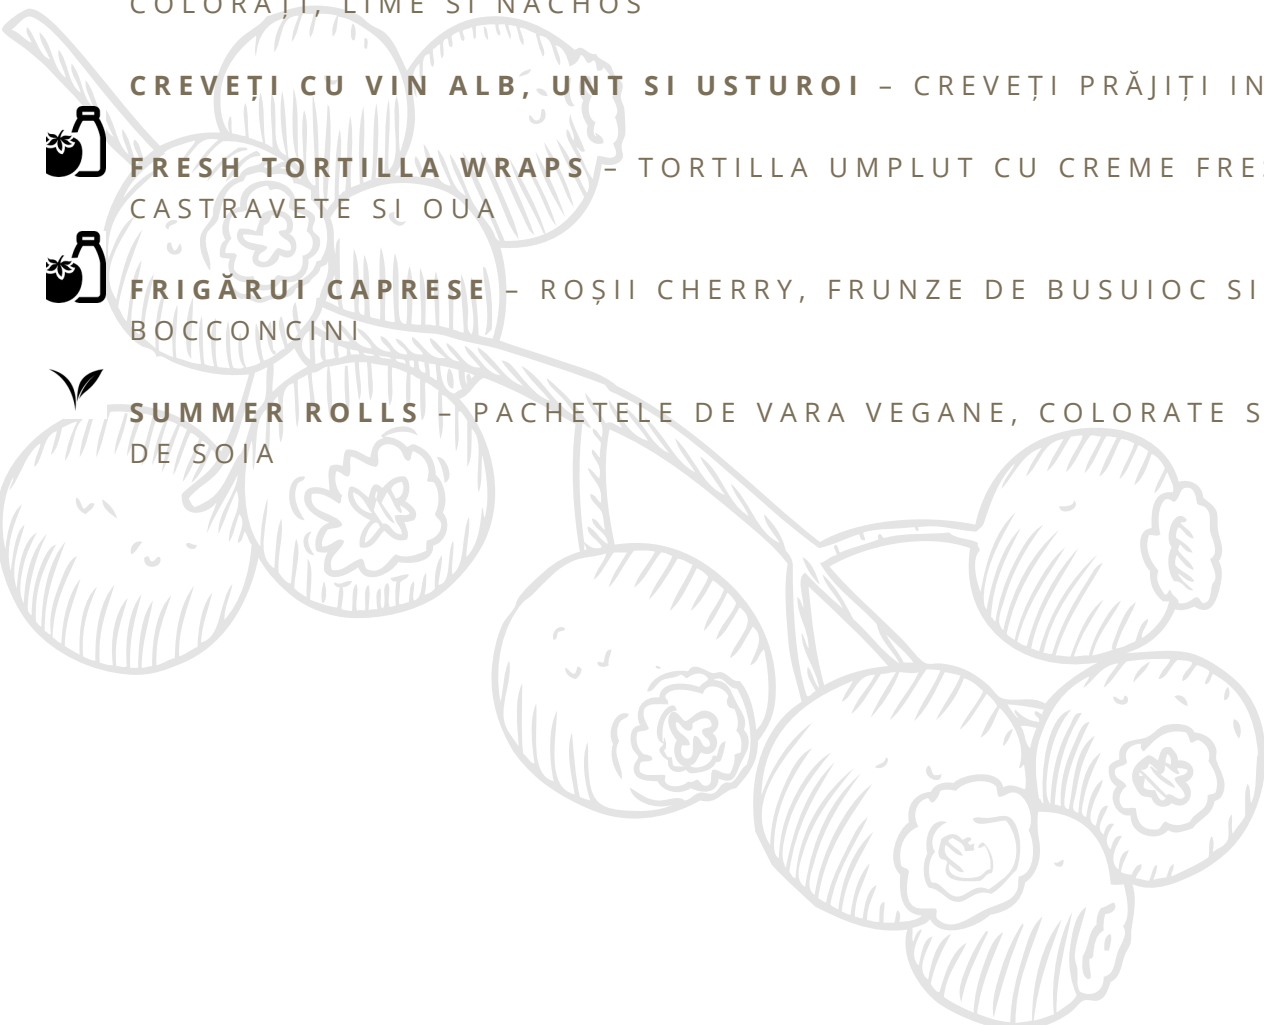 COLORAȚI, LIME SI NACHOS
CREVEȚI CU VIN ALB, UNT SI USTUROI – CREVEȚI PRĂJIȚI IN
FRESH TORTILLA WRAPS – TORTILLA UMPLUT CU CREME
CASTRAVETE SI OUA
FRIGĂRUI CAPRESE – ROȘII CHERRY, FRUNZE DE BUSUIOC SI
BOCCONCINI
SUMMER ROLLS – PACHETELE DE VARA VEGANE, COLORATE
DE SOIA